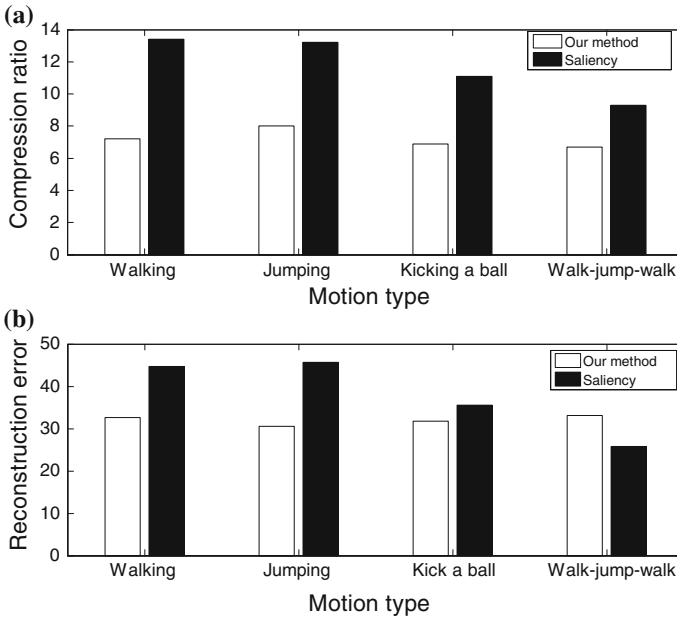 (a)
Compression ratio
14
12
10
8
6
4
2
0
Our method
Saliency
Walking Jumping Kicking a ball Walk-jump-walk
Motion type
(b)
Reconstruction error
50
40
30
20
10
0
Our method
Saliency
Walking Jumping Kick a ball Walk-jump-walk
Motion type